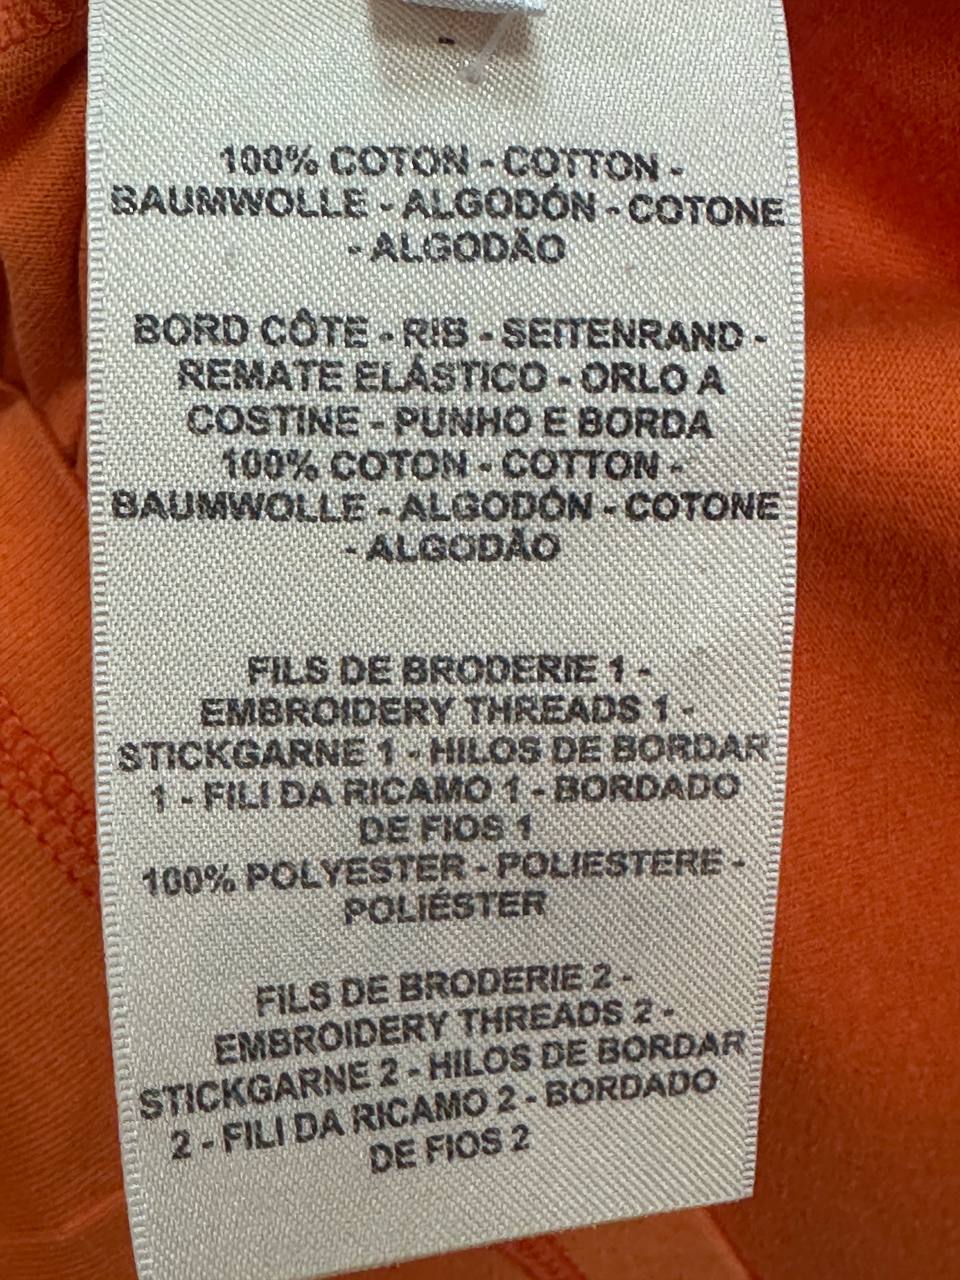 100% COTON - COTTON -
BAUMWOLLE - ALGODÓN - COTONE
- ALGODÃO
BORD CÔTE - RIB - SEITENRAND -
REMATE ELÁSTICO - ORLO A
COSTINE - PUNHO E BORDA
100% COTON - COTTON -
BAUMWOLLE - ALGODÓN - COTONE
- ALGODÃO
FILS DE BRODERIE 1 -
EMBROIDERY THREADS 1 -
STICKGARNE 1 - HILOS DE BORDAR
1 - FILI DA RICAMO 1 - BORDADO
DE FIOS 1
100% POLYESTER - POLIESTERE -
POLIÉSTER
FILS DE BRODERIE 2 -
EMBROIDERY THREADS 2 -
STICKGARNE 2 - HILOS DE BORDAR
2 - FILI DA RICAMO 2 - BORDADO
DE FIOS 2